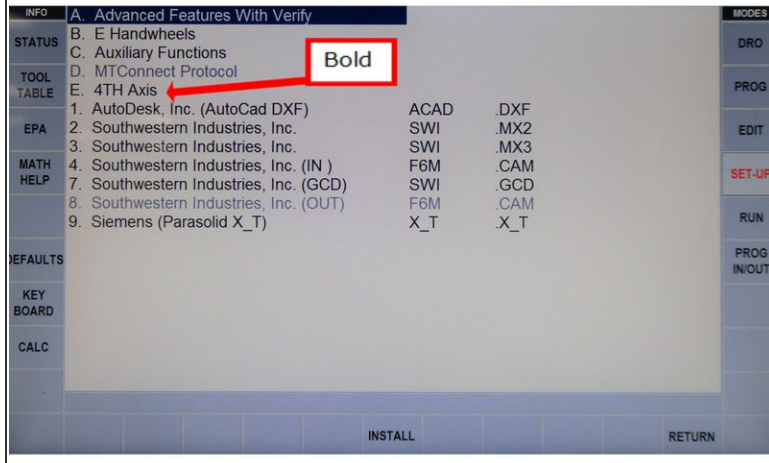 INFO
STATUS
TOOL
TABLE
EPA
MATH
HELP
DEFAULTS
KEY
BOARD
CALC
A. Advanced Features With Verify
B. E Handwheels
C. Auxiliary Functions
D. MTConnect Protocol
E. 4TH Axis
1. AutoDesk, Inc. (AutoCad DXF) ACAD .DXF
2. Southwestern Industries, Inc. SWI .MX2
3. Southwestern Industries, Inc. SWI .MX3
4. Southwestern Industries, Inc. (IN ) F6M .CAM
7. Southwestern Industries, Inc. (GCD) SWI .GCD
8. Southwestern Industries, Inc. (OUT) F6M .CAM
9. Siemens (Parasolid X_T) X_T .X_T
Bold
MODES
DRO
PROG
EDIT
SET-UP
RUN
PROG
IN/OUT
INSTALL
RETURN